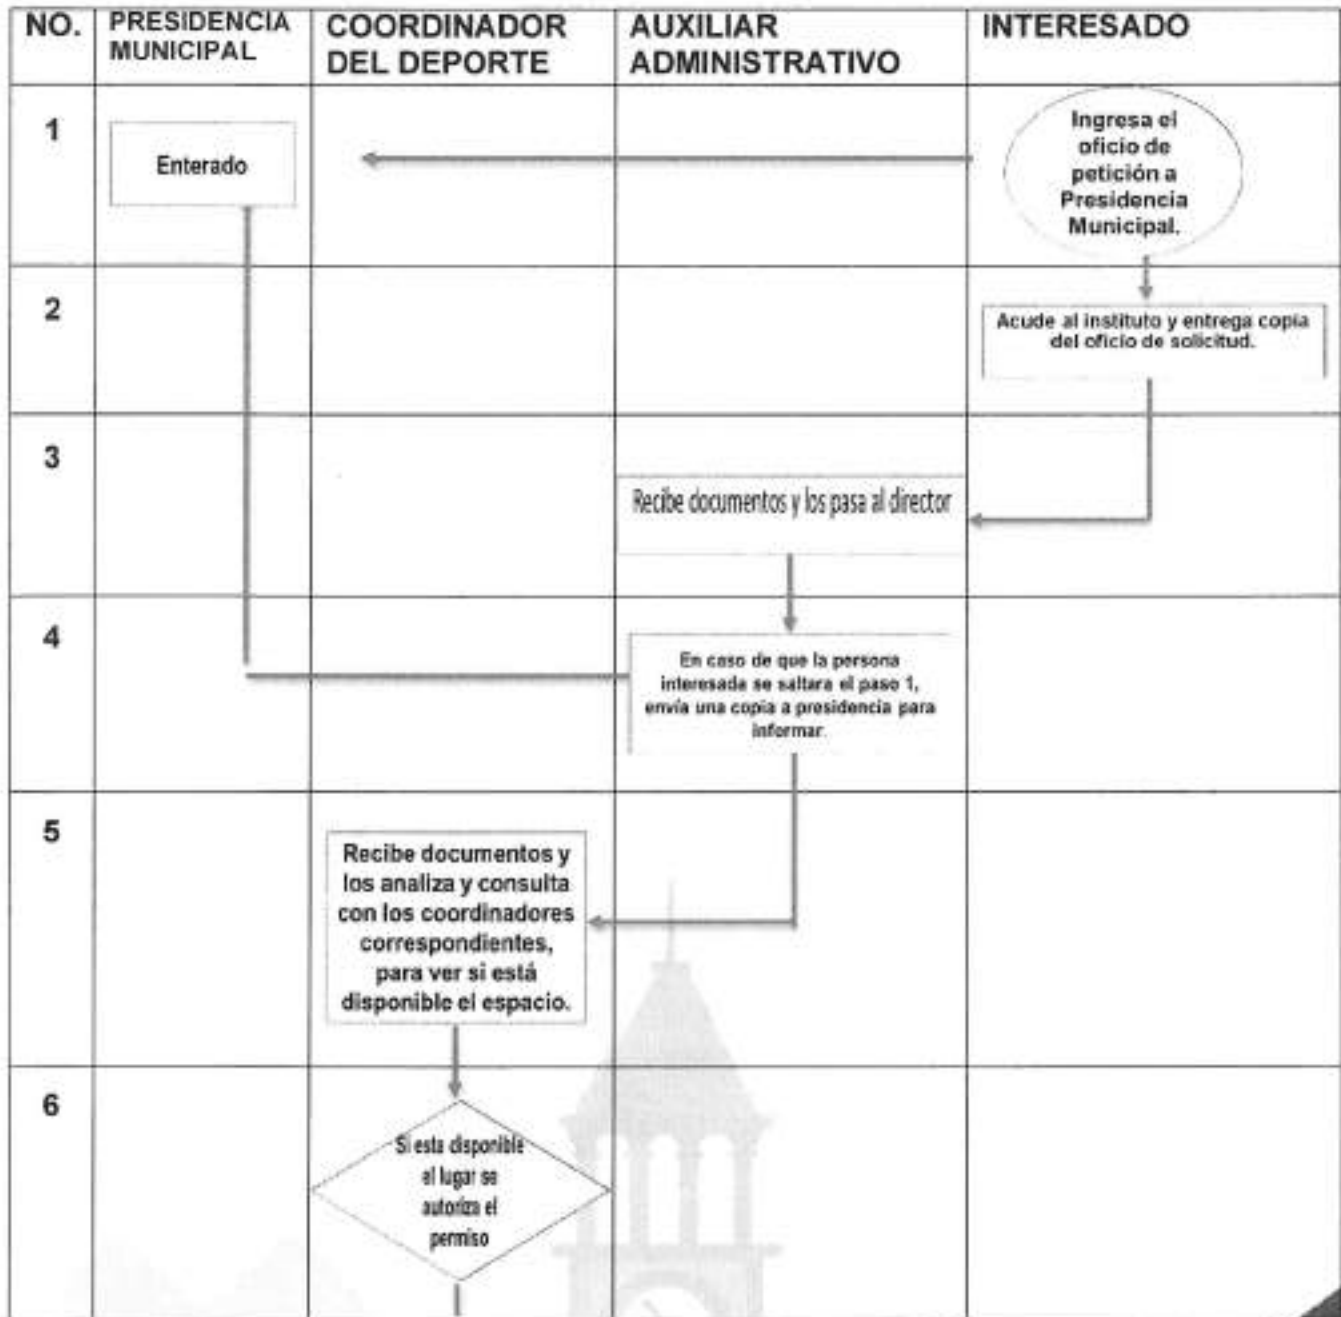 NO.
PRESIDENCIA
MUNICIPAL
COORDINADOR
DEL DEPORTE
AUXILIAR
ADMINISTRATIVO
INTERESADO
1
Enterado
Ingresa el
oficio de
petición a
Presidencia
Municipal.
2
Acude al instituto y entrega copia
del oficio de solicitud.
3
Recibe documentos y los pasa al director
4
En caso de que la persona
interesada se saltara el paso 1,
envía una copia a presidencia para
informar.
5
Recibe documentos y
los analiza y consulta
con los coordinadores
correspondientes,
para ver si está
disponible el espacio.
6
Si esta disponible
el lugar se
autoriza el
permiso